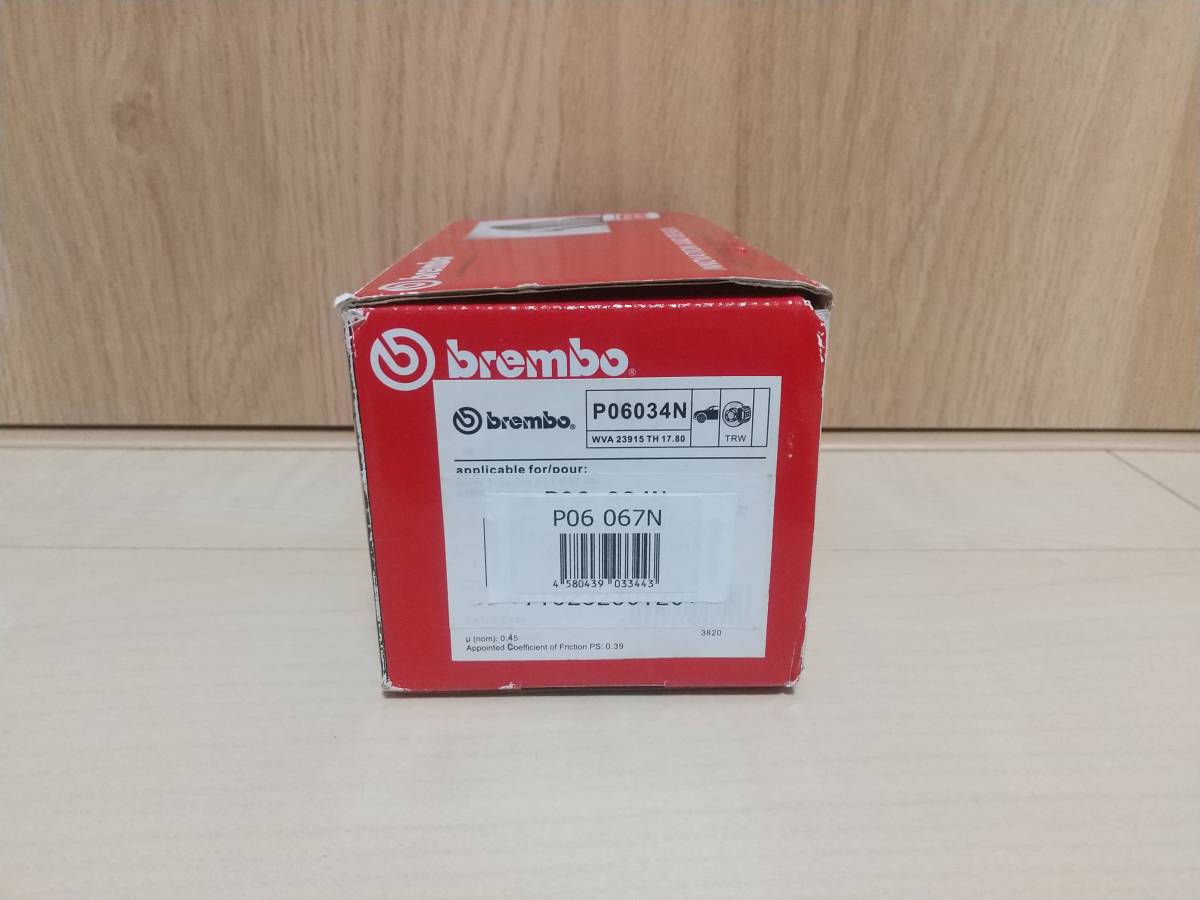 brembo
brembo®
brembo®
P06034N
WVA 23915 TH 17.80
TRW
applicable for/pour:
P06 067N
4 580439 033443
µ (nom): 0.45
3820
Appointed Coefficient of Friction PS: 0.39